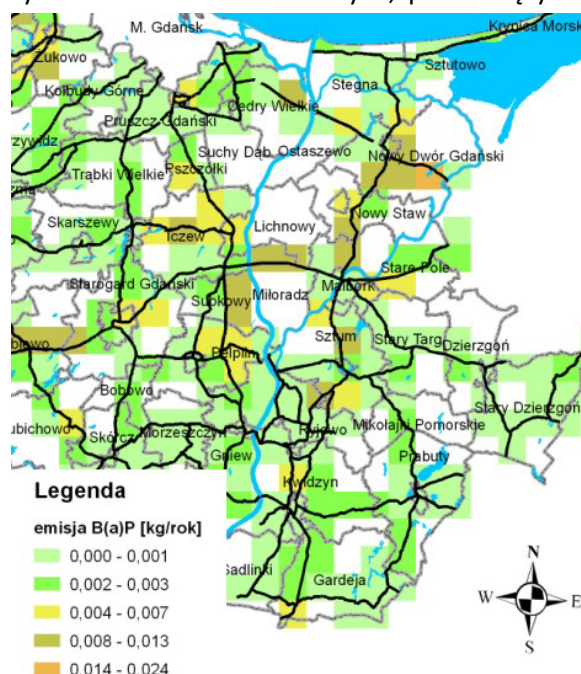 M. Gdańsk
Krynica Morsk
Żukowo
Sztutowo
Stegna
Kolbudy Górne
Cedry Wielkie
Pruszcz Gdański
Suchy Dąb
Ostaszewo
Nowy Dwór Gdański
Pszczółki
Trąbki Wielkie
Nowy Staw
Skarszewy
Lichnowy
Tczew
Stare Pole
Starogard Gdański
Malbork
Subkowy
Miłoradz
Sztum
Stary Targ
Dzierzgoń
Pelplin
Bobowo
Stary Dzierzgoń
ubichowo
Skórcz
Morzeszczyn
Ryjewo
Mikołajki Pomorskie
Gniew
Prabuty
Kwidzyn
Sadlinki
Gardeja
Legenda
emisja B(a)P [kg/rok]
0,000 - 0,001
0,002 - 0,003
0,004 - 0,007
0,008 - 0,013
0,014 - 0,024
N
W
E
S